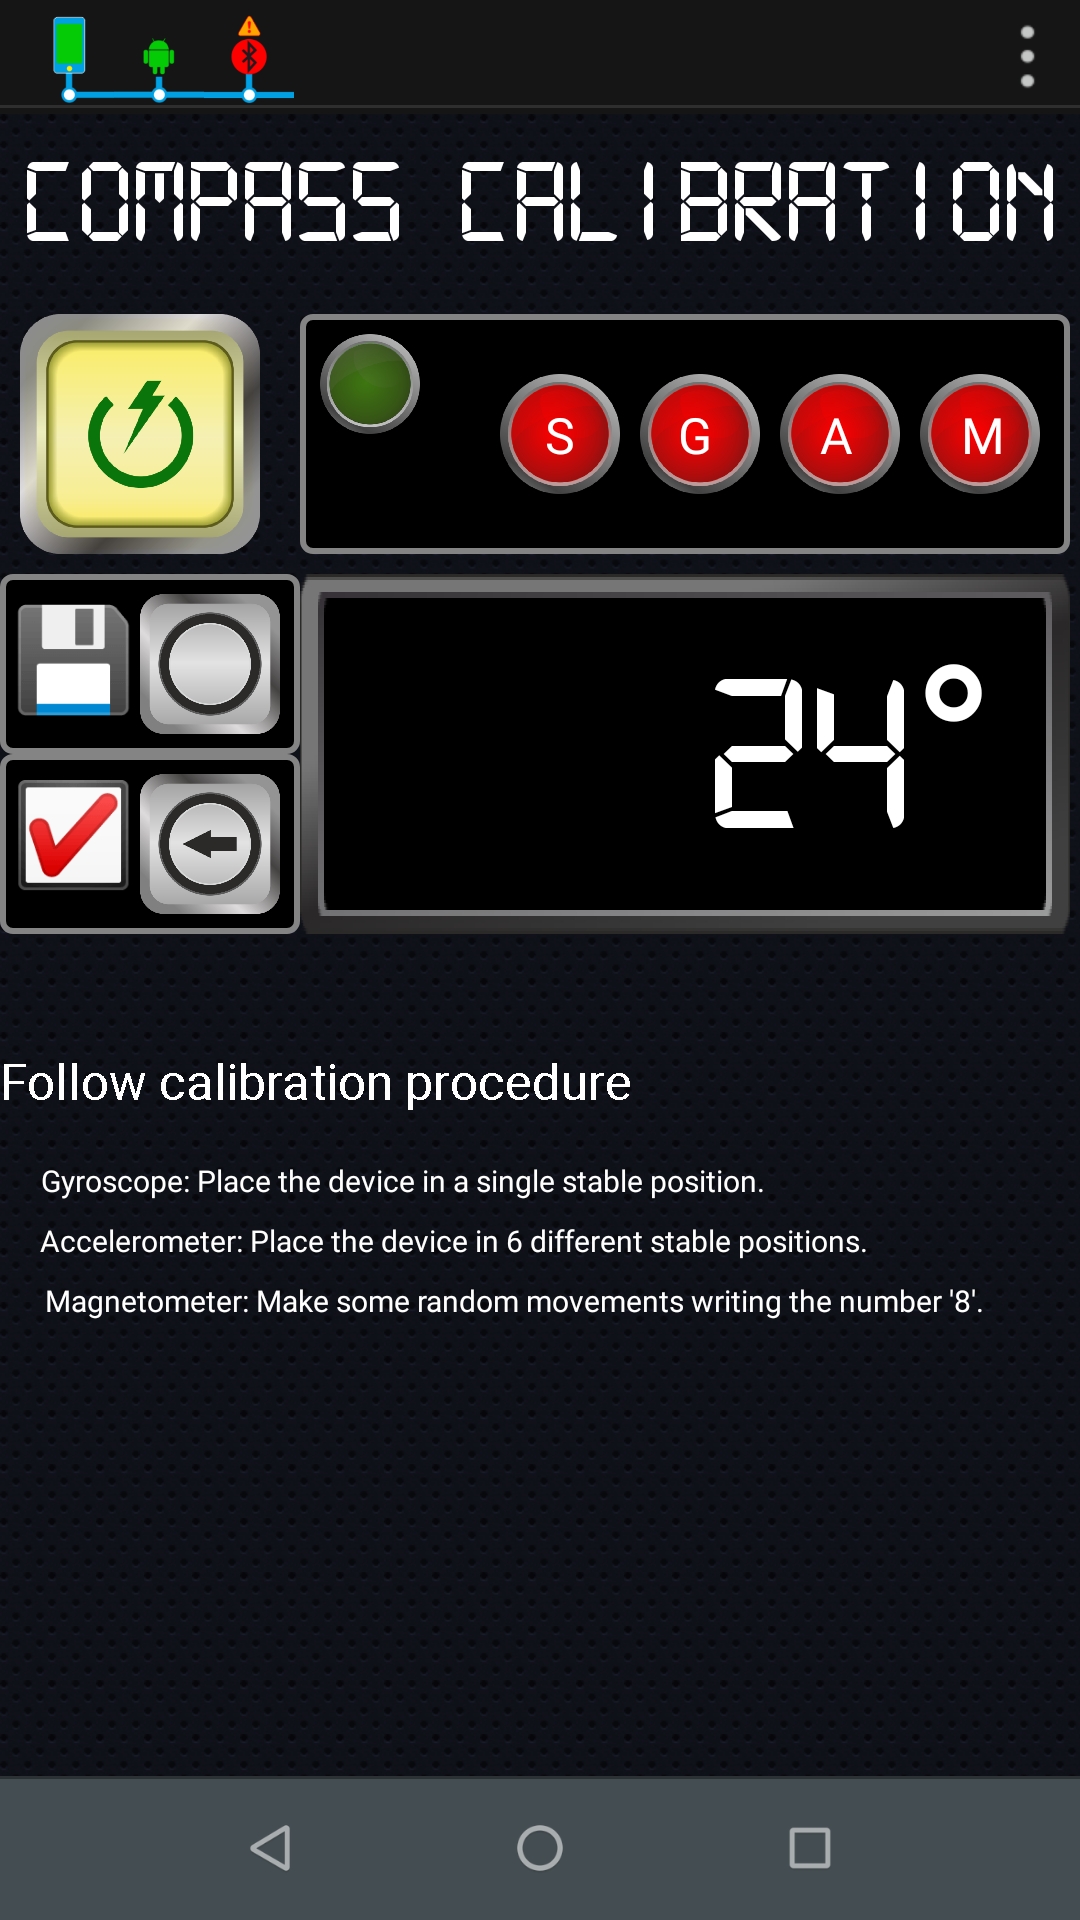 COMPASS CALIBRATION
S G A M
24°
Follow calibration procedure
Gyroscope: Place the device in a single stable position.
Accelerometer: Place the device in 6 different stable positions.
Magnetometer: Make some random movements writing the number '8'.